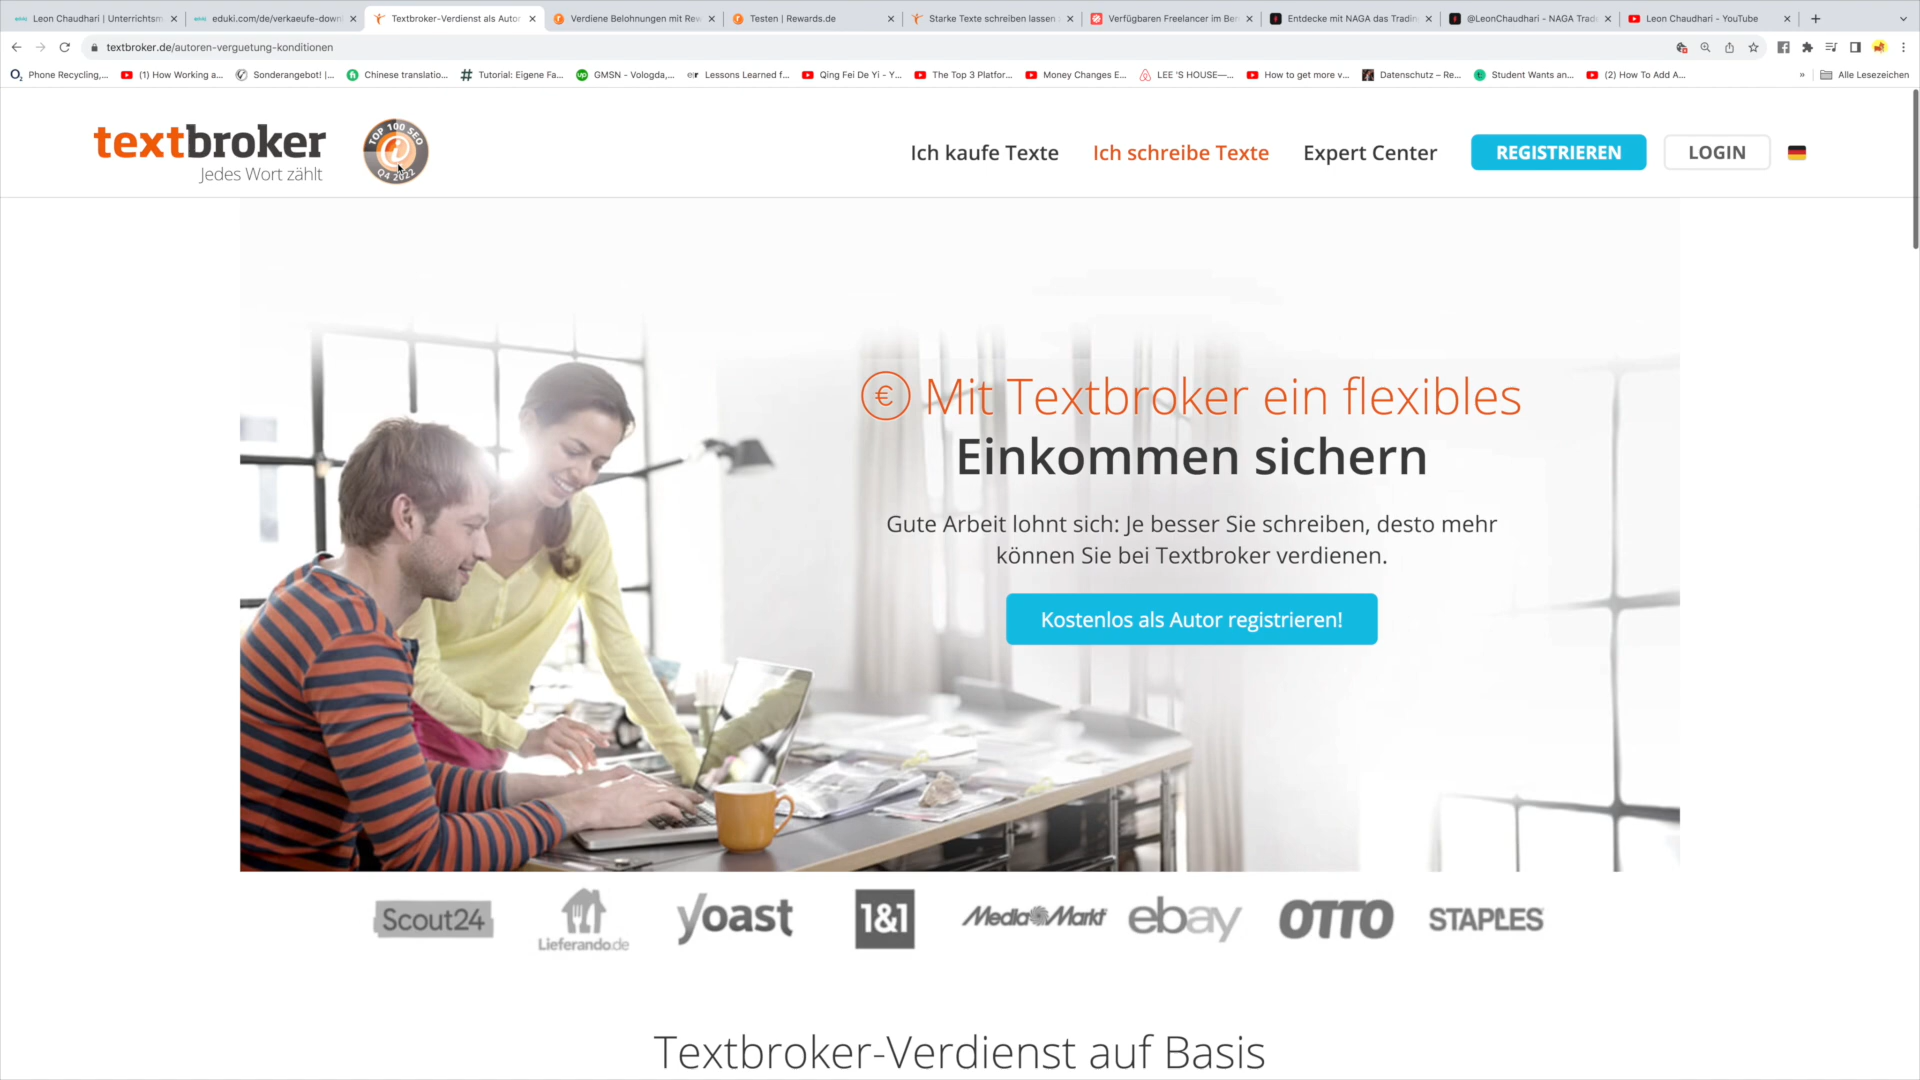 Leon Chaudhari | Unterrichtsm
eduki.com/de/verkaeufe-downl
Textbroker-Verdienst als Autor
Verdiene Belohnungen mit Rew
Testen | Rewards.de
Starke Texte schreiben lassen
Verfügbaren Freelancer im Ber
Entdecke mit NAGA das Tradin
@LeonChaudhari - NAGA Trad
Leon Chaudhari - YouTube
textbroker.de/autoren-verguetung-konditionen
Phone Recycling,...
(1) How Working a...
Sonderangebot! |...
Chinese translatio...
Tutorial: Eigene Fa...
GMSN - Vologda,...
Lessons Learned f...
Qing Fei De Yi - Y...
The Top 3 Platfor...
Money Changes E...
LEE 'S HOUSE—...
How to get more v...
Datenschutz – Re...
Student Wants an...
(2) How To Add A...
» Alle Lesezeichen
textbroker
Jedes Wort zählt
TOP 100 SEO
Q4 2022
Ich kaufe Texte
Ich schreibe Texte
Expert Center
REGISTRIEREN
LOGIN
€ Mit Textbroker ein flexibles
Einkommen sichern
Gute Arbeit lohnt sich: Je besser Sie schreiben, desto mehr
können Sie bei Textbroker verdienen.
Kostenlos als Autor registrieren!
Scout24
Lieferando.de
yoast
1&1
MediaMarkt
ebay
OTTO
STAPLES
Textbroker-Verdienst auf Basis